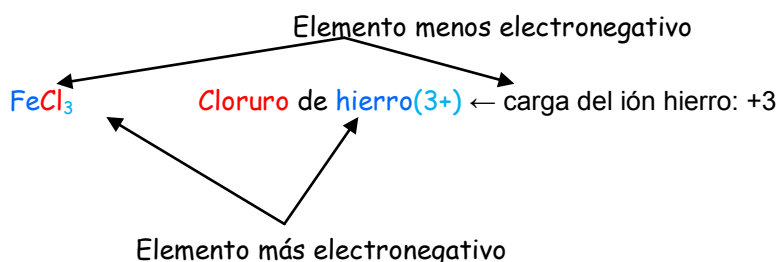 Elemento menos electronegativo
FeCl₃ Cloruro de hierro(3+) ← carga del ión hierro: +3
Elemento más electronegativo